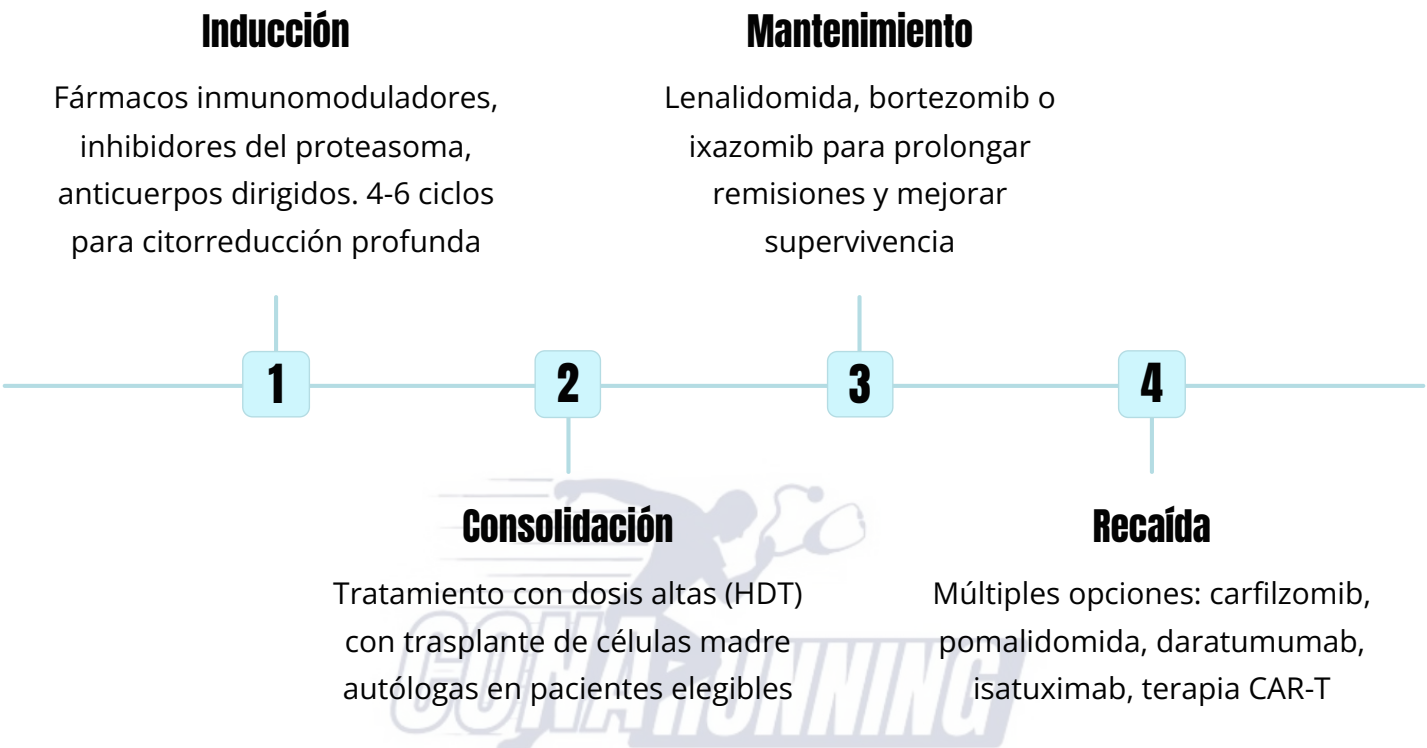 Inducción
Fármacos inmunomoduladores,
inhibidores del proteasoma,
anticuerpos dirigidos. 4-6 ciclos
para citorreducción profunda
Mantenimiento
Lenalidomida, bortezomib o
ixazomib para prolongar
remisiones y mejorar
supervivencia
1
2
3
4
Consolidación
Tratamiento con dosis altas (HDT)
con trasplante de células madre
autólogas en pacientes elegibles
Recaída
Múltiples opciones: carfilzomib,
pomalidomida, daratumumab,
isatuximab, terapia CAR-T
CONARUNNING